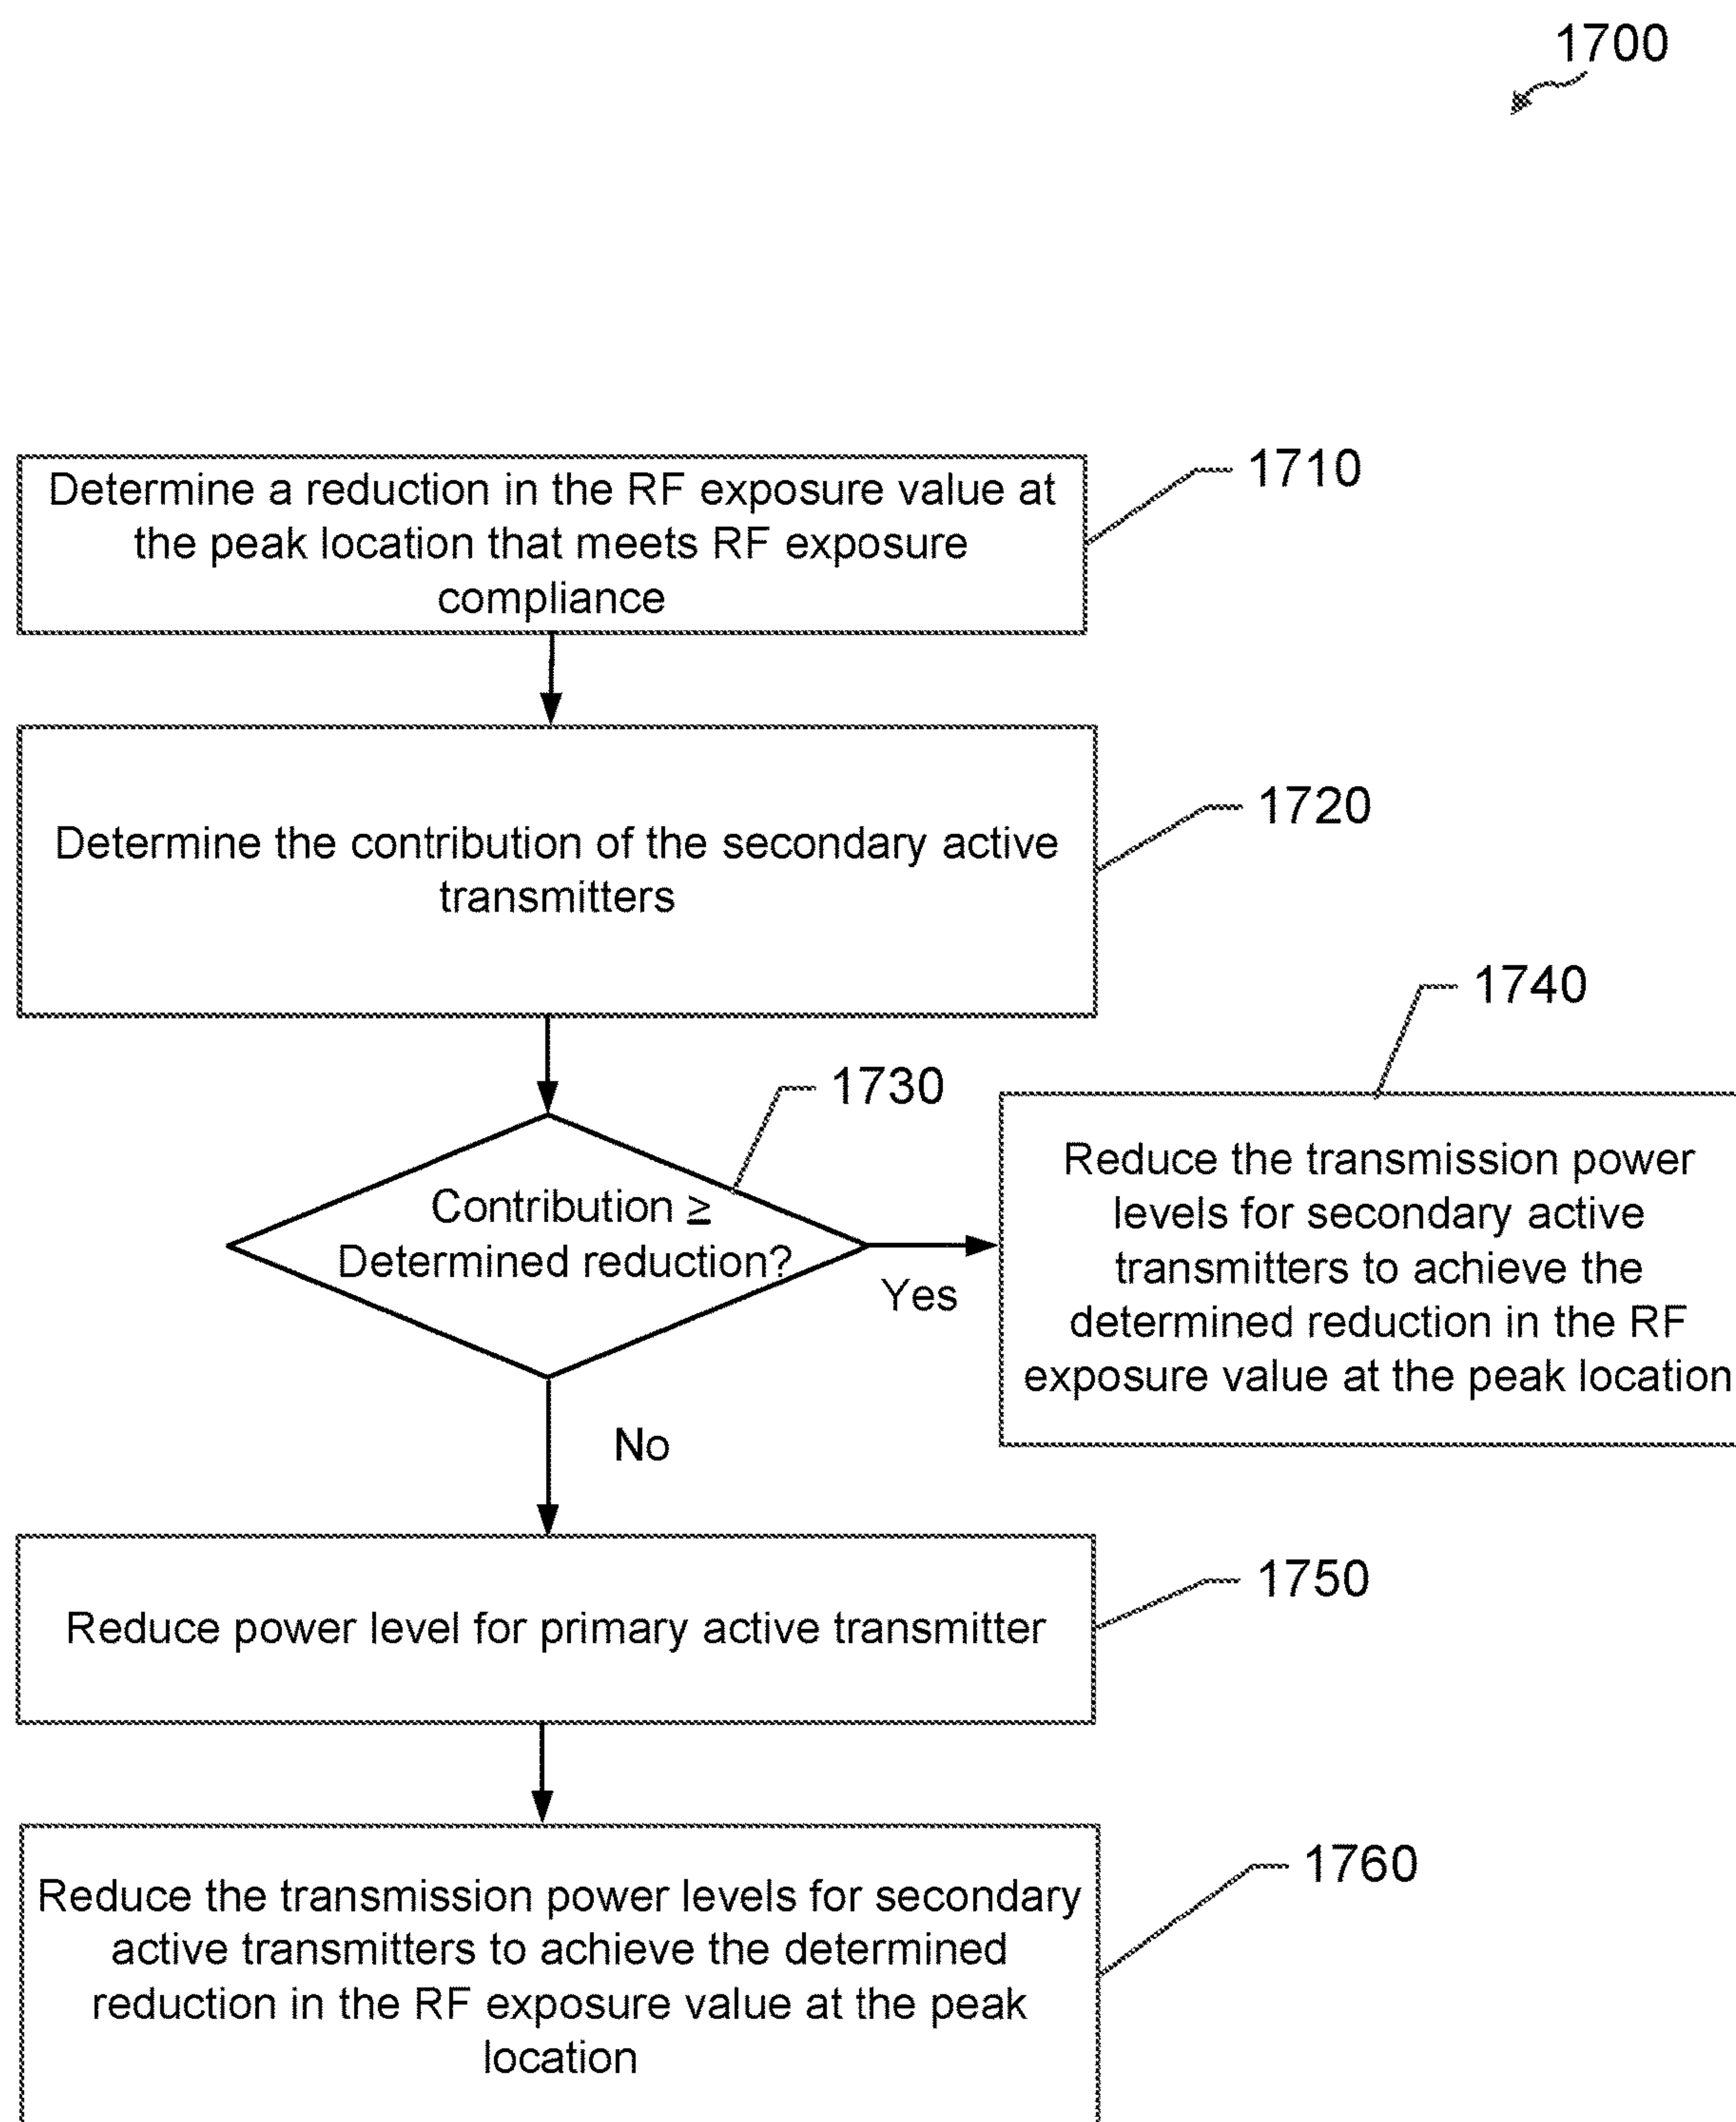 1700
Determine a reduction in the RF exposure value at
the peak location that meets RF exposure
compliance
1710
Determine the contribution of the secondary active
transmitters
1720
Contribution ≥
Determined reduction?
1730
Yes
Reduce the transmission power
levels for secondary active
transmitters to achieve the
determined reduction in the RF
exposure value at the peak location
1740
No
Reduce power level for primary active transmitter
1750
Reduce the transmission power levels for secondary
active transmitters to achieve the determined
reduction in the RF exposure value at the peak
location
1760